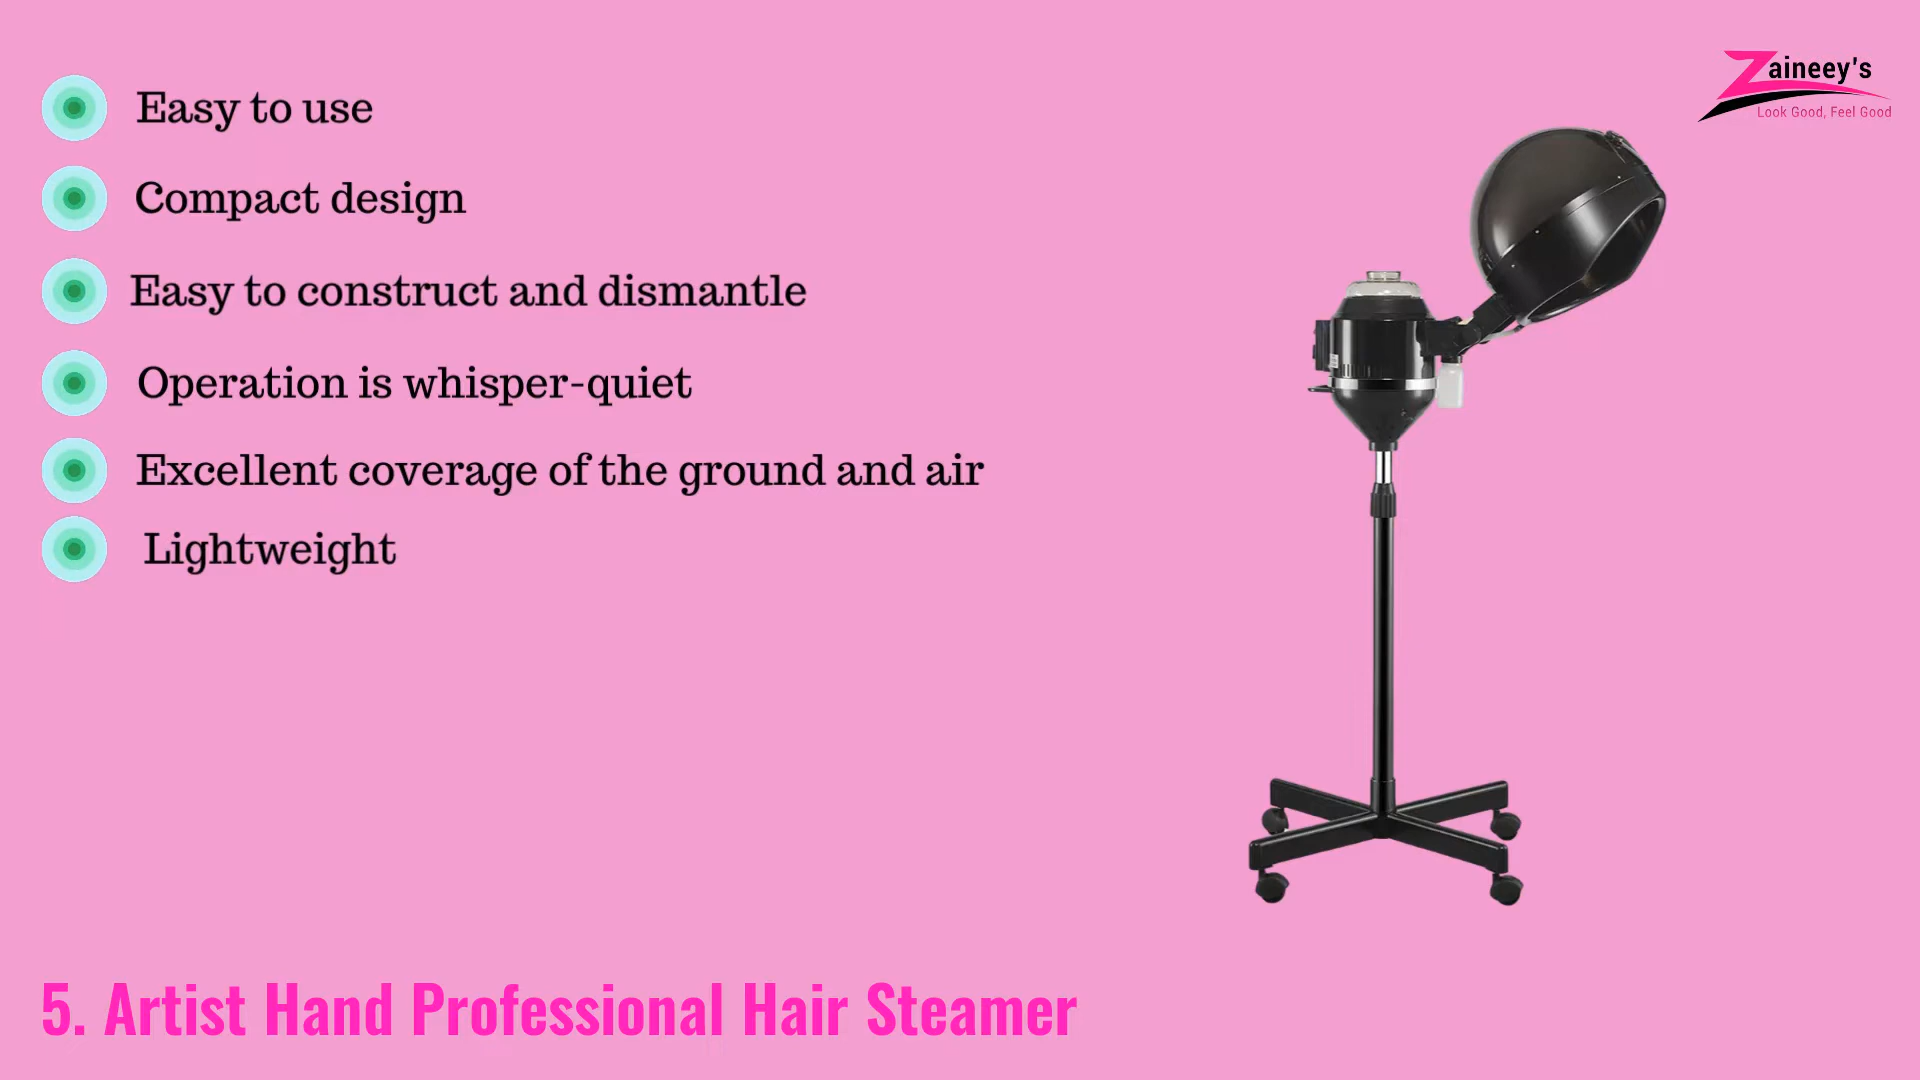 Zaineey's
Look Good, Feel Good
Easy to use
Compact design
Easy to construct and dismantle
Operation is whisper-quiet
Excellent coverage of the ground and air
Lightweight
5. Artist Hand Professional Hair Steamer